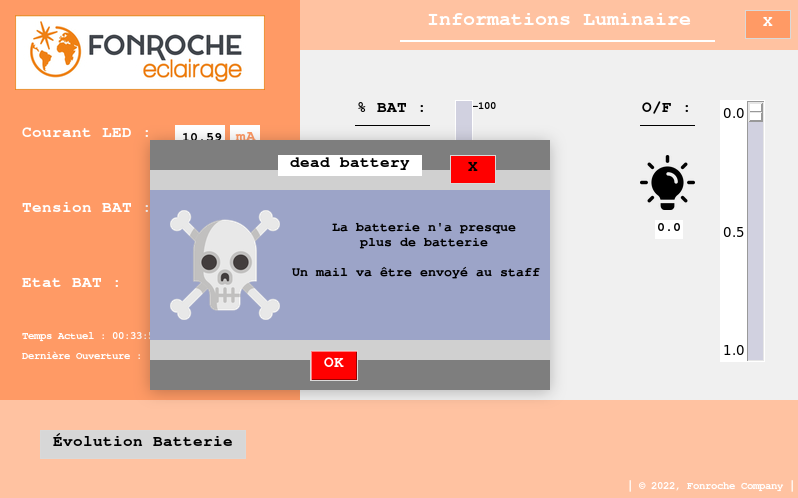 FONROCHE
eclairage
Informations Luminaire
X
Courant LED :
10.59 mA
% BAT :
-100
O/F :
0.0
0.5
1.0
0.0
Tension BAT :
Etat BAT :
Temps Actuel : 00:33:
Dernière Ouverture :
dead battery
X
La batterie n'a presque
plus de batterie
Un mail va être envoyé au staff
OK
Évolution Batterie
| © 2022, Fonroche Company |